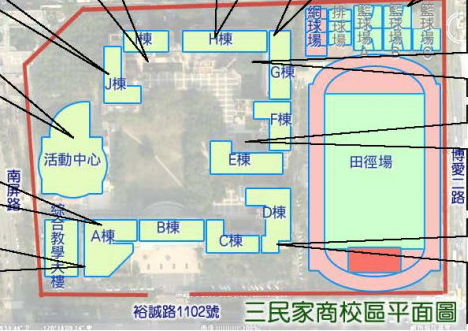 網球場
排球場
籃球場A
籃球場B
籃球場C
I棟
H棟
G棟
J棟
F棟
活動中心
E棟
田徑場
南屏路
博愛二路
綜合教學大樓
A棟
B棟
C棟
D棟
裕誠路1102號
三民家商校區平面圖